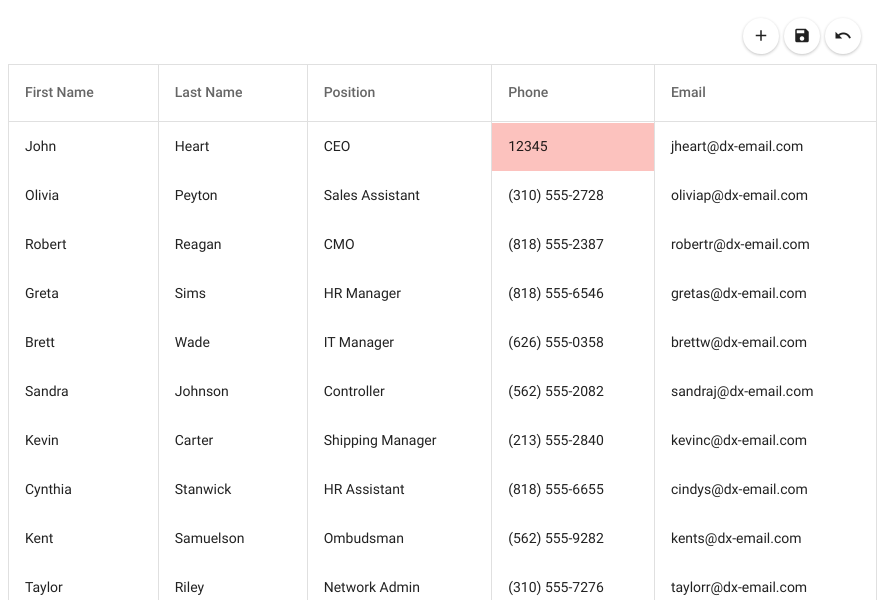 First Name Last Name Position Phone Email
John Heart CEO 12345 jheart@dx-email.com
Olivia Peyton Sales Assistant (310) 555-2728 oliviap@dx-email.com
Robert Reagan CMO (818) 555-2387 robertr@dx-email.com
Greta Sims HR Manager (818) 555-6546 gretas@dx-email.com
Brett Wade IT Manager (626) 555-0358 brettw@dx-email.com
Sandra Johnson Controller (562) 555-2082 sandraj@dx-email.com
Kevin Carter Shipping Manager (213) 555-2840 kevinc@dx-email.com
Cynthia Stanwick HR Assistant (818) 555-6655 cindys@dx-email.com
Kent Samuelson Ombudsman (562) 555-9282 kents@dx-email.com
Taylor Riley Network Admin (310) 555-7276 taylorr@dx-email.com